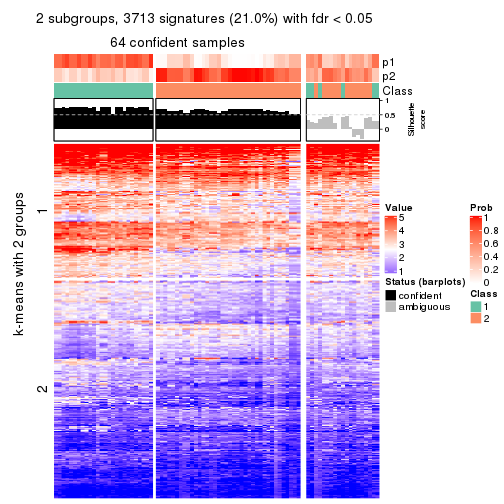 2 subgroups, 3713 signatures (21.0%) with fdr < 0.05
64 confident samples
p1
p2
Class
1
0.5
0
Silhouette
score
k-means with 2 groups
1
2
Value
5
4
3
2
1
Status (barplots)
confident
ambiguous
Prob
1
0.8
0.6
0.4
0.2
0
Class
1
2